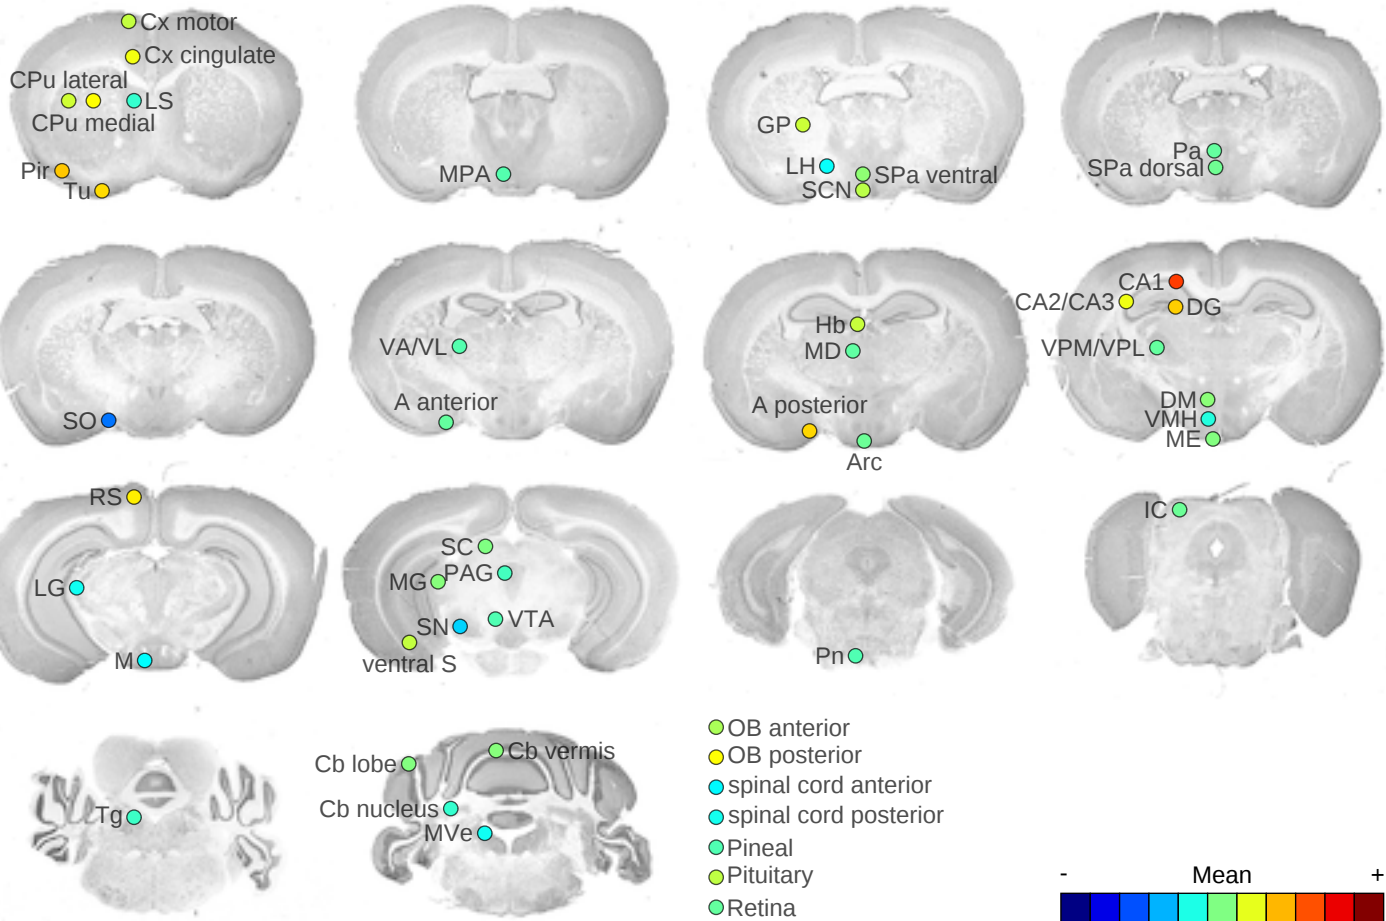 Cx motor
Cx cingulate
CPu lateral
LS
CPu medial
Pir
Tu
MPA
GP
LH
SPa ventral
SCN
Pa
SPa dorsal
SO
VA/VL
A anterior
Hb
MD
A posterior
Arc
CA1
CA2/CA3
DG
VPM/VPL
DM
VMH
ME
RS
LG
M
SC
MG
PAG
SN
VTA
ventral S
Pn
IC
Tg
Cb lobe
Cb vermis
Cb nucleus
MVe
OB anterior
OB posterior
spinal cord anterior
spinal cord posterior
Pineal
Pituitary
Retina
- Mean +